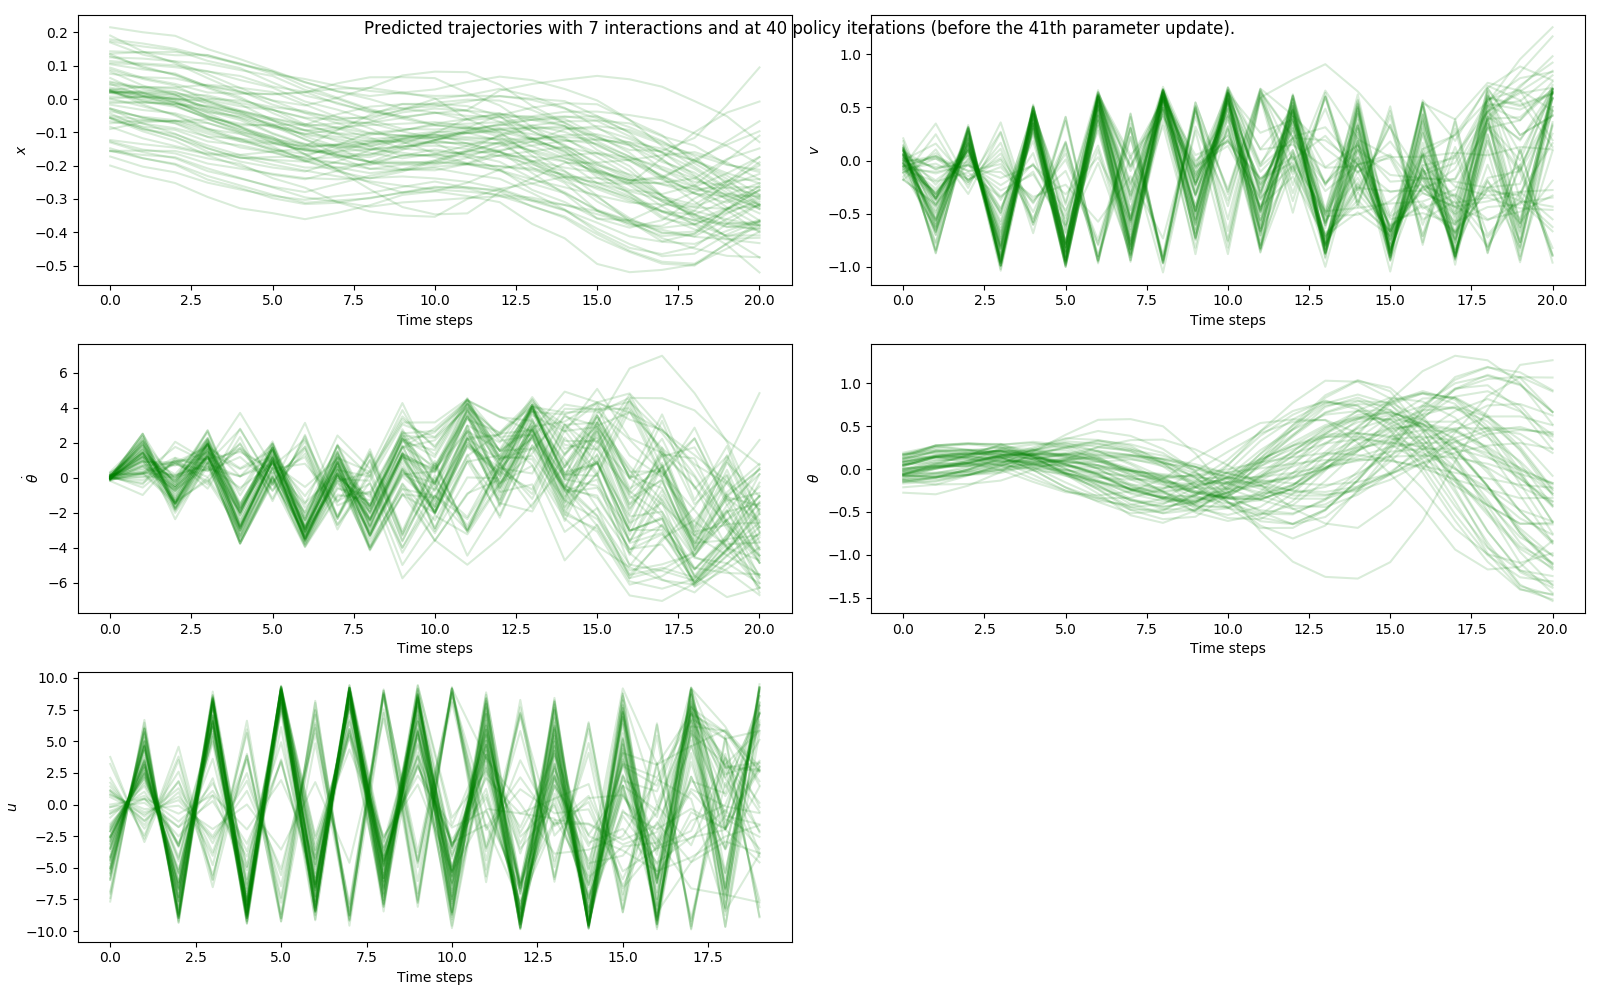 Predicted trajectories with 7 interactions and at 40 policy iterations (before the 41th parameter update).
0.2
0.1
0.0
−0.1
−0.2
−0.3
−0.4
−0.5
x
0.0 2.5 5.0 7.5 10.0 12.5 15.0 17.5 20.0
Time steps
1.0
0.5
0.0
−0.5
−1.0
v
0.0 2.5 5.0 7.5 10.0 12.5 15.0 17.5 20.0
Time steps
6
4
2
0
−2
−4
−6
θ̇
0.0 2.5 5.0 7.5 10.0 12.5 15.0 17.5 20.0
Time steps
1.0
0.5
0.0
−0.5
−1.0
−1.5
θ
0.0 2.5 5.0 7.5 10.0 12.5 15.0 17.5 20.0
Time steps
10.0
7.5
5.0
2.5
0.0
−2.5
−5.0
−7.5
−10.0
u
0.0 2.5 5.0 7.5 10.0 12.5 15.0 17.5
Time steps